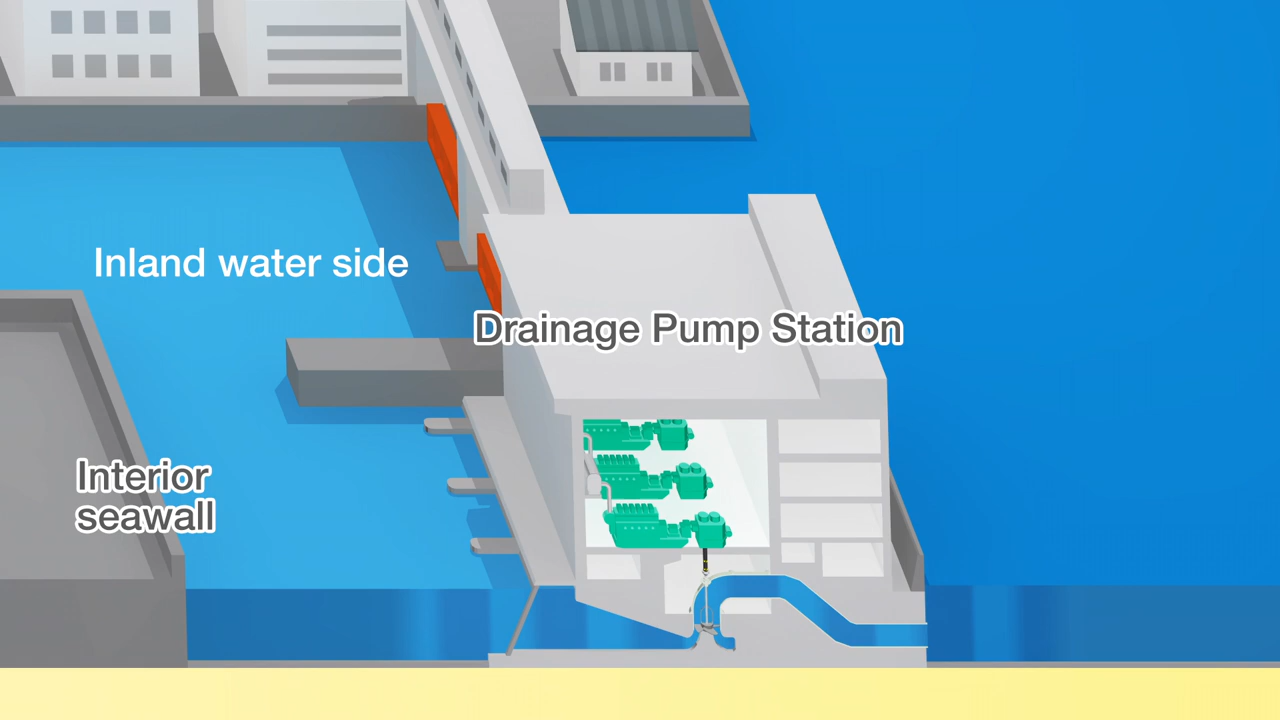 Inland water side
Drainage Pump Station
Interior
seawall